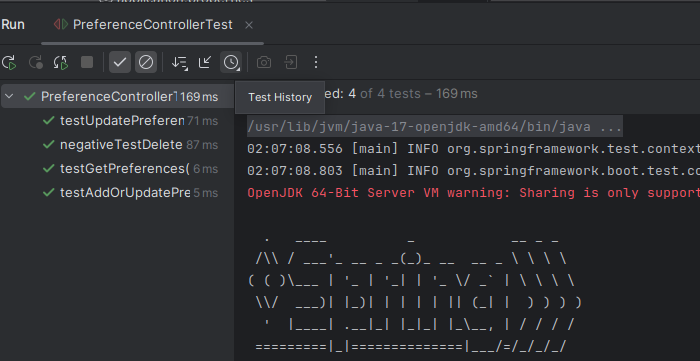 Run PreferenceControllerTest
PreferenceControllerT 169 ms
testUpdatePreferen 71 ms
negativeTestDelete 87 ms
testGetPreferences( 6 ms
testAddOrUpdatePre 5 ms
Test History
ed: 4 of 4 tests – 169 ms
/usr/lib/jvm/java-17-openjdk-amd64/bin/java ...
02:07:08.556 [main] INFO org.springframework.test.context
02:07:08.803 [main] INFO org.springframework.boot.test.co
OpenJDK 64-Bit Server VM warning: Sharing is only support
  .   ____          _            __ _ _
 /\\ / ___'_ __ _ _(_)_ __  __ _ \ \ \ \
( ( )\___ | '_ | '_| | '_ \/ _` | \ \ \ \
 \\/  ___)| |_)| | | | | || (_| |  ) ) ) )
  '  |____| .__|_| |_|_| |_\__, | / / / /
 =========|_|==============|___/=/_/_/_/